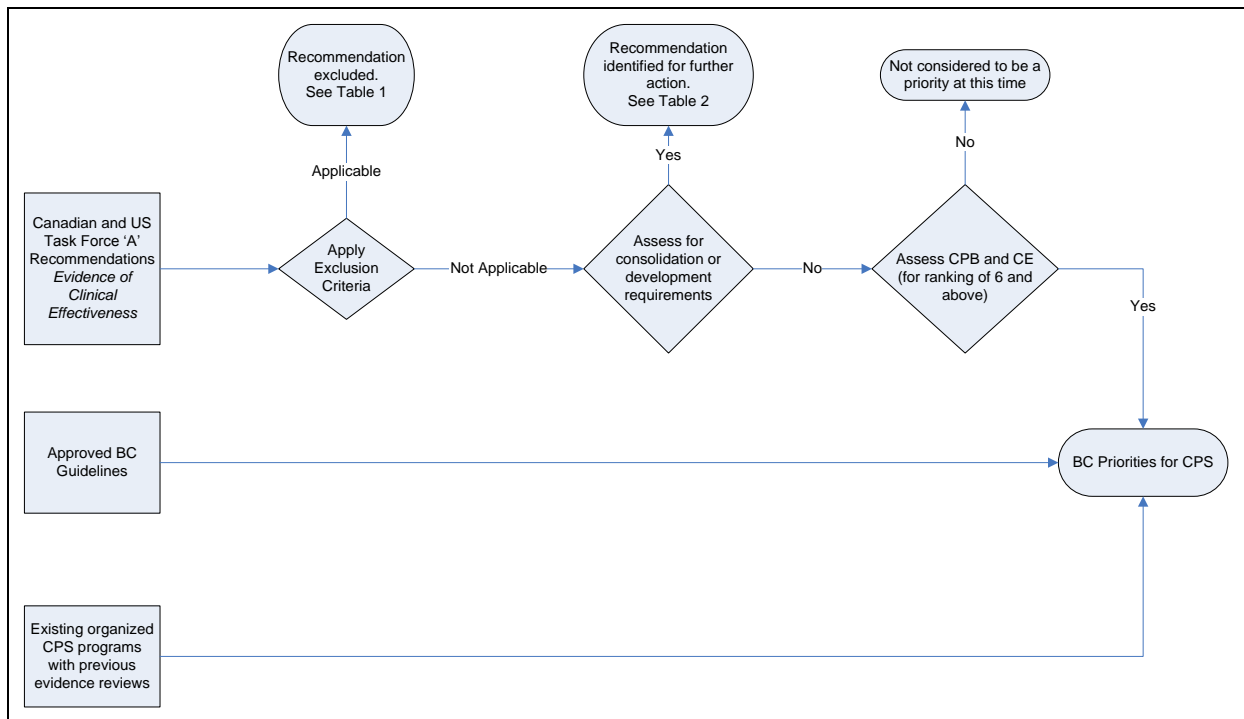 Recommendation
excluded.
See Table 1
Recommendation
identified for further
action.
See Table 2
Not considered to be a
priority at this time
Applicable
Yes
No
Canadian and US
Task Force ‘A’
Recommendations
Evidence of
Clinical
Effectiveness
Apply
Exclusion
Criteria
Not Applicable
Assess for
consolidation or
development
requirements
No
Assess CPB and CE
(for ranking of 6 and
above)
Yes
Approved BC
Guidelines
BC Priorities for CPS
Existing organized
CPS programs
with previous
evidence reviews